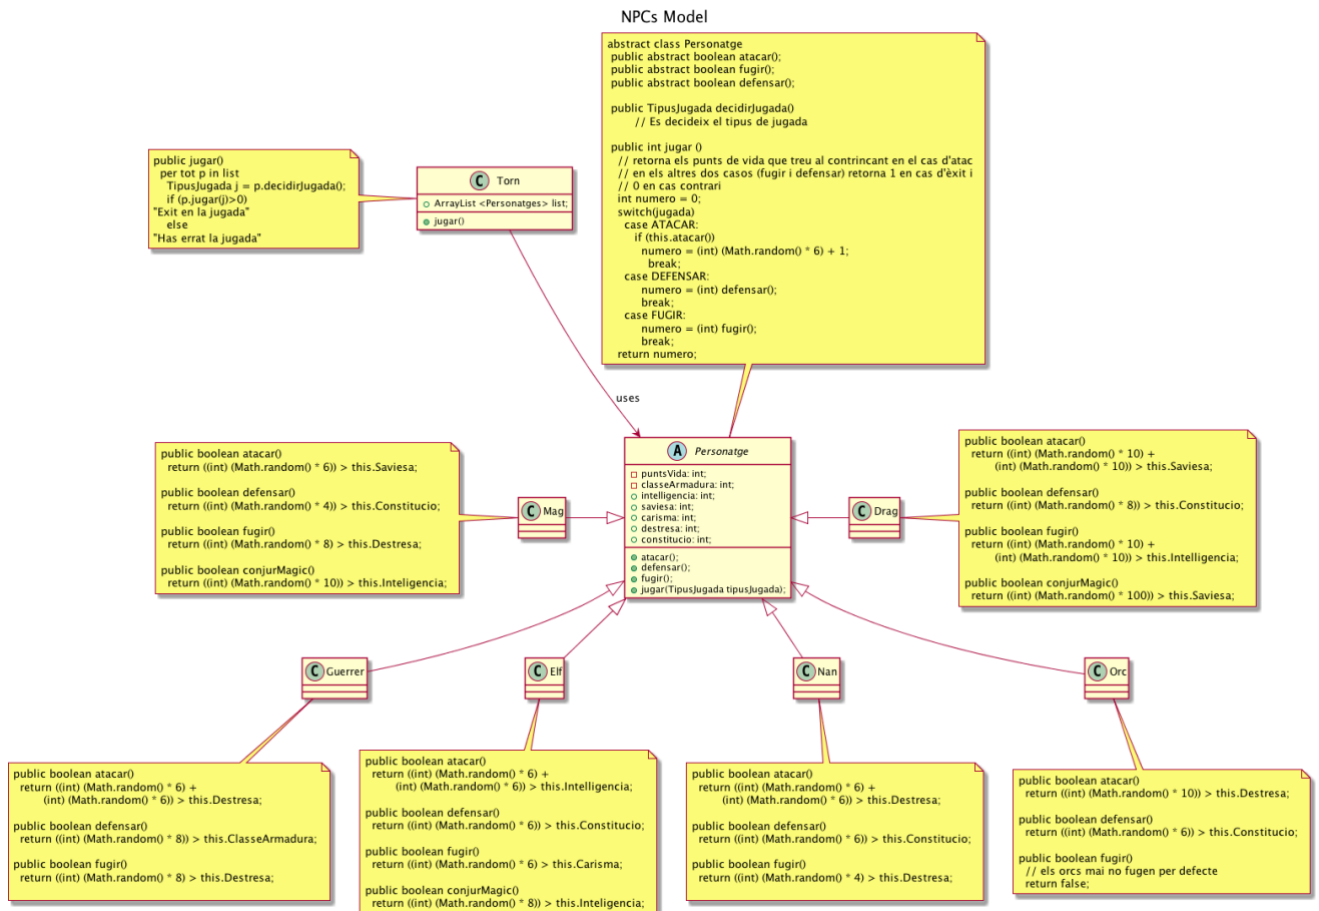 NPCs Model
abstract class Personatge
public abstract boolean atacar();
public abstract boolean fugir();
public abstract boolean defensar();
public TipusJugada decidirJugada()
// Es decideix el tipus de jugada
public int jugar ()
// retorna els punts de vida que treu al contrincant en el cas d'atac
// en els altres dos casos (fugir i defensar) retorna 1 en cas d'èxit i
// 0 en cas contrari
int numero = 0;
switch(jugada)
case ATACAR:
if (this.atacar())
numero = (int) (Math.random() * 6) + 1;
break;
case DEFENSAR:
numero = (int) defensar();
break;
case FUGIR:
numero = (int) fugir();
break;
return numero;
public jugar()
per tot p in list
TipusJugada j = p.decidirJugada();
if (p.jugar(j)>0)
"Exit en la jugada"
else
"Has errat la jugada"
C Torn
ArrayList <Personatges> list;
jugar()
uses
A Personatge
puntsVida: int;
classeArmadura: int;
intelligencia: int;
saviesa: int;
carisma: int;
destresa: int;
constitucio: int;
atacar();
defensar();
fugir();
jugar(TipusJugada tipusJugada);
public boolean atacar()
return ((int) (Math.random() * 6)) > this.Saviesa;
public boolean defensar()
return ((int) (Math.random() * 4)) > this.Constitucio;
public boolean fugir()
return ((int) (Math.random() * 8) > this.Destresa;
public boolean conjurMagic()
return ((int) (Math.random() * 10)) > this.Inteligencia;
C Mag
C Drag
public boolean atacar()
return ((int) (Math.random() * 10) +
(int) (Math.random() * 10)) > this.Saviesa;
public boolean defensar()
return ((int) (Math.random() * 8)) > this.Constitucio;
public boolean fugir()
return ((int) (Math.random() * 10) +
(int) (Math.random() * 10)) > this.Intelligencia;
public boolean conjurMagic()
return ((int) (Math.random() * 100)) > this.Saviesa;
C Guerrer
C Elf
C Nan
C Orc
public boolean atacar()
return ((int) (Math.random() * 6) +
(int) (Math.random() * 6)) > this.Destresa;
public boolean defensar()
return ((int) (Math.random() * 8)) > this.ClasseArmadura;
public boolean fugir()
return ((int) (Math.random() * 8) > this.Destresa;
public boolean atacar()
return ((int) (Math.random() * 6) +
(int) (Math.random() * 6)) > this.Intelligencia;
public boolean defensar()
return ((int) (Math.random() * 6)) > this.Constitucio;
public boolean fugir()
return ((int) (Math.random() * 6) > this.Carisma;
public boolean conjurMagic()
return ((int) (Math.random() * 8)) > this.Inteligencia;
public boolean atacar()
return ((int) (Math.random() * 6) +
(int) (Math.random() * 6)) > this.Destresa;
public boolean defensar()
return ((int) (Math.random() * 6)) > this.Constitucio;
public boolean fugir()
return ((int) (Math.random() * 4) > this.Destresa;
public boolean atacar()
return ((int) (Math.random() * 10)) > this.Destresa;
public boolean defensar()
return ((int) (Math.random() * 6)) > this.Constitucio;
public boolean fugir()
// els orcs mai no fugen per defecte
return false;